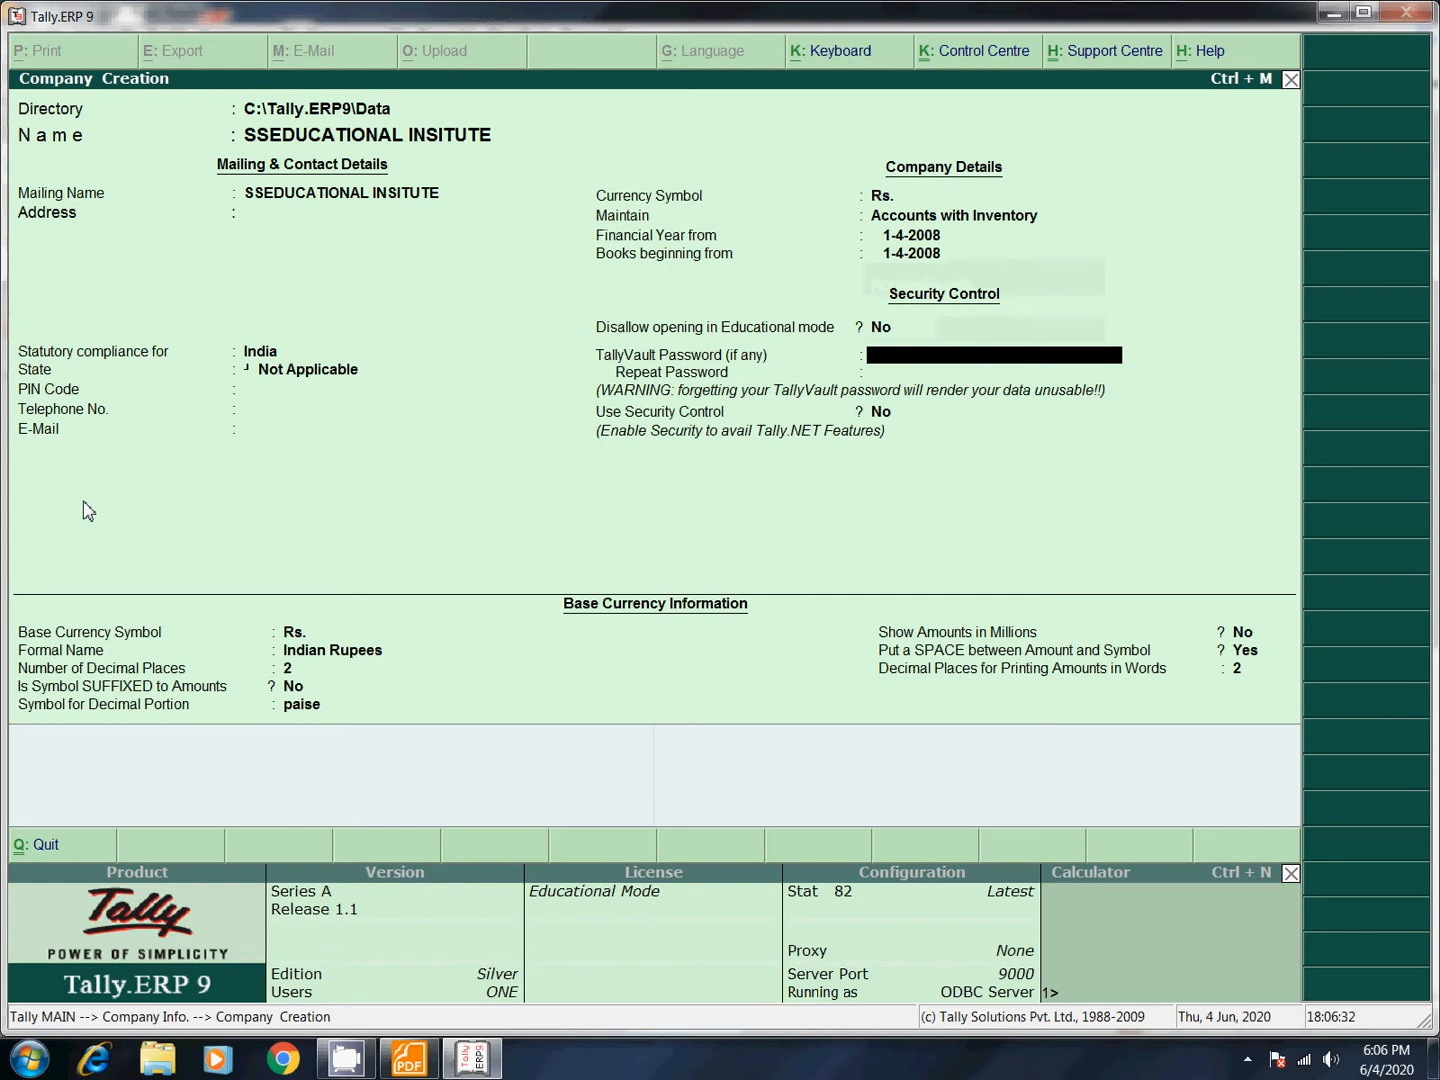 Tally.ERP 9
P: Print E: Export M: E-Mail O: Upload G: Language K: Keyboard K: Control Centre H: Support Centre H: Help
Company Creation Ctrl + M
Directory : C:\Tally.ERP9\Data
Name : SSEDUCATIONAL INSITUTE
Mailing & Contact Details
Mailing Name : SSEDUCATIONAL INSITUTE
Address :
Statutory compliance for : India
State : Not Applicable
PIN Code :
Telephone No. :
E-Mail :
Company Details
Currency Symbol : Rs.
Maintain : Accounts with Inventory
Financial Year from : 1-4-2008
Books beginning from : 1-4-2008
Security Control
Disallow opening in Educational mode ? No
TallyVault Password (if any) :
Repeat Password :
(WARNING: forgetting your TallyVault password will render your data unusable!!)
Use Security Control ? No
(Enable Security to avail Tally.NET Features)
Base Currency Information
Base Currency Symbol : Rs.
Formal Name : Indian Rupees
Number of Decimal Places : 2
Is Symbol SUFFIXED to Amounts ? No
Symbol for Decimal Portion : paise
Show Amounts in Millions ? No
Put a SPACE between Amount and Symbol ? Yes
Decimal Places for Printing Amounts in Words : 2
Q: Quit
Product Version License Configuration Calculator Ctrl + N
Tally
POWER OF SIMPLICITY
Tally.ERP 9
Series A
Release 1.1
Edition Silver
Users ONE
Educational Mode
Stat 82 Latest
Proxy None
Server Port 9000
Running as ODBC Server
1>
Tally MAIN --> Company Info. --> Company Creation (c) Tally Solutions Pvt. Ltd., 1988-2009 Thu, 4 Jun, 2020 18:06:32
PDF
Tally
ERP9
6:06 PM
6/4/2020